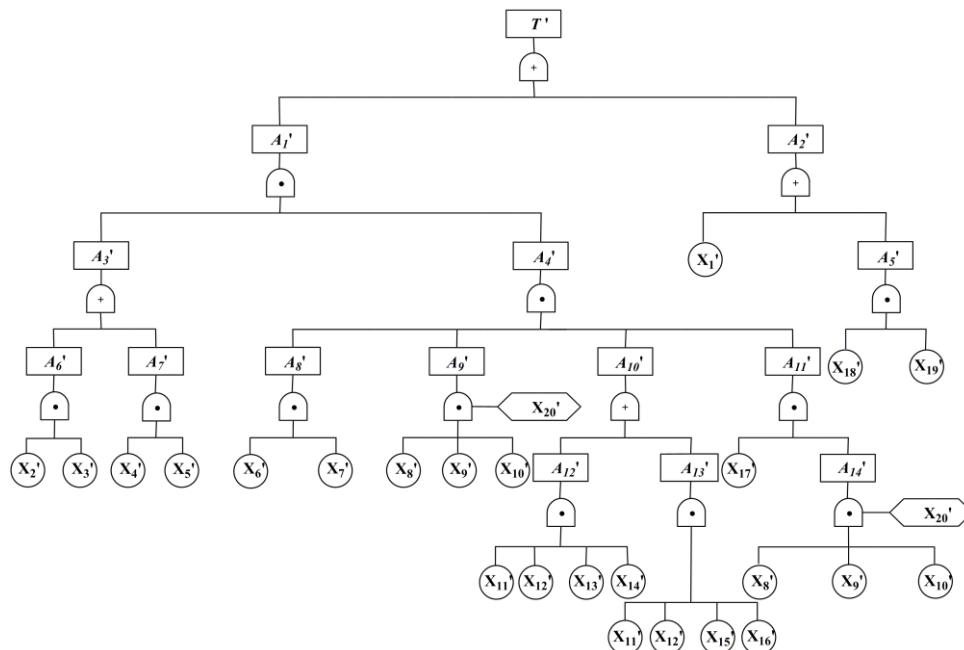 T'
+
A1' A2'
• +
A3' A4' X1' A5'
+ • •
A6' A7' A8' A9' A10' A11' X18' X19'
• • • • X20' + •
X2' X3' X4' X5' X6' X7' X8' X9' X10' A12' A13' X17' A14'
• • • X20'
X11' X12' X13' X14' X8' X9' X10'
X11' X12' X15' X16'